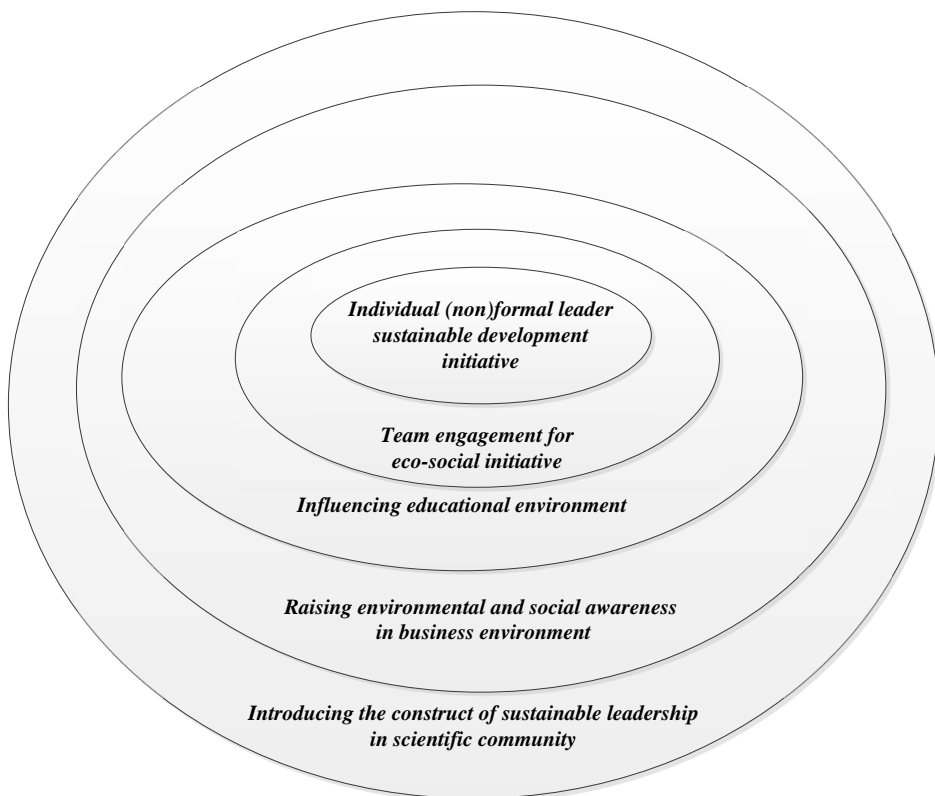 Individual (non)formal leader
sustainable development
initiative
Team engagement for
eco-social initiative
Influencing educational environment
Raising environmental and social awareness
in business environment
Introducing the construct of sustainable leadership
in scientific community